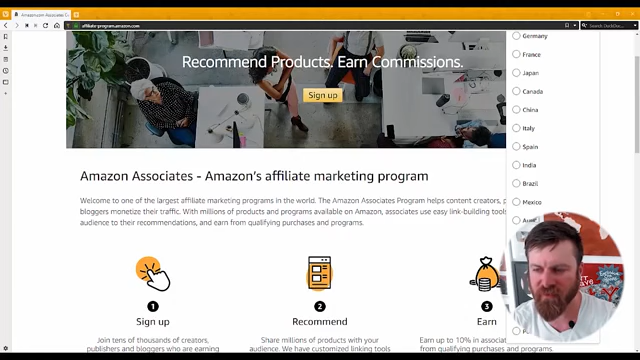 Amazon Associates
affiliate-program.amazon.com
Germany
France
Japan
Canada
China
Italy
Spain
India
Brazil
Mexico
Recommend Products. Earn Commissions.
Sign up
Amazon Associates - Amazon's affiliate marketing program
Welcome to one of the largest affiliate marketing programs in the world. The Amazon Associates Program helps content creators, p
bloggers monetize their traffic. With millions of products and programs available on Amazon, associates use easy link-building tools
audience to their recommendations, and earn from qualifying purchases and programs.
1
2
3
Sign up
Recommend
Earn
Join tens of thousands of creators,
publishers and bloggers who are earning
Share millions of products with your
audience. We have customized linking tools
Earn up to 10% in associat
from qualifying purchases